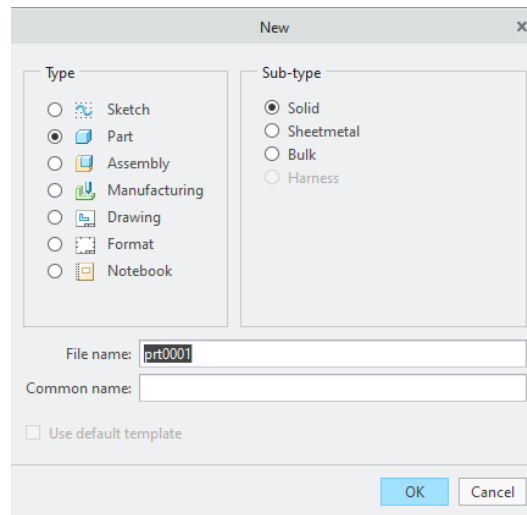 New
Type
Sketch
Part
Assembly
Manufacturing
Drawing
Format
Notebook
Sub-type
Solid
Sheetmetal
Bulk
Harness
File name: prt0001
Common name:
Use default template
OK Cancel